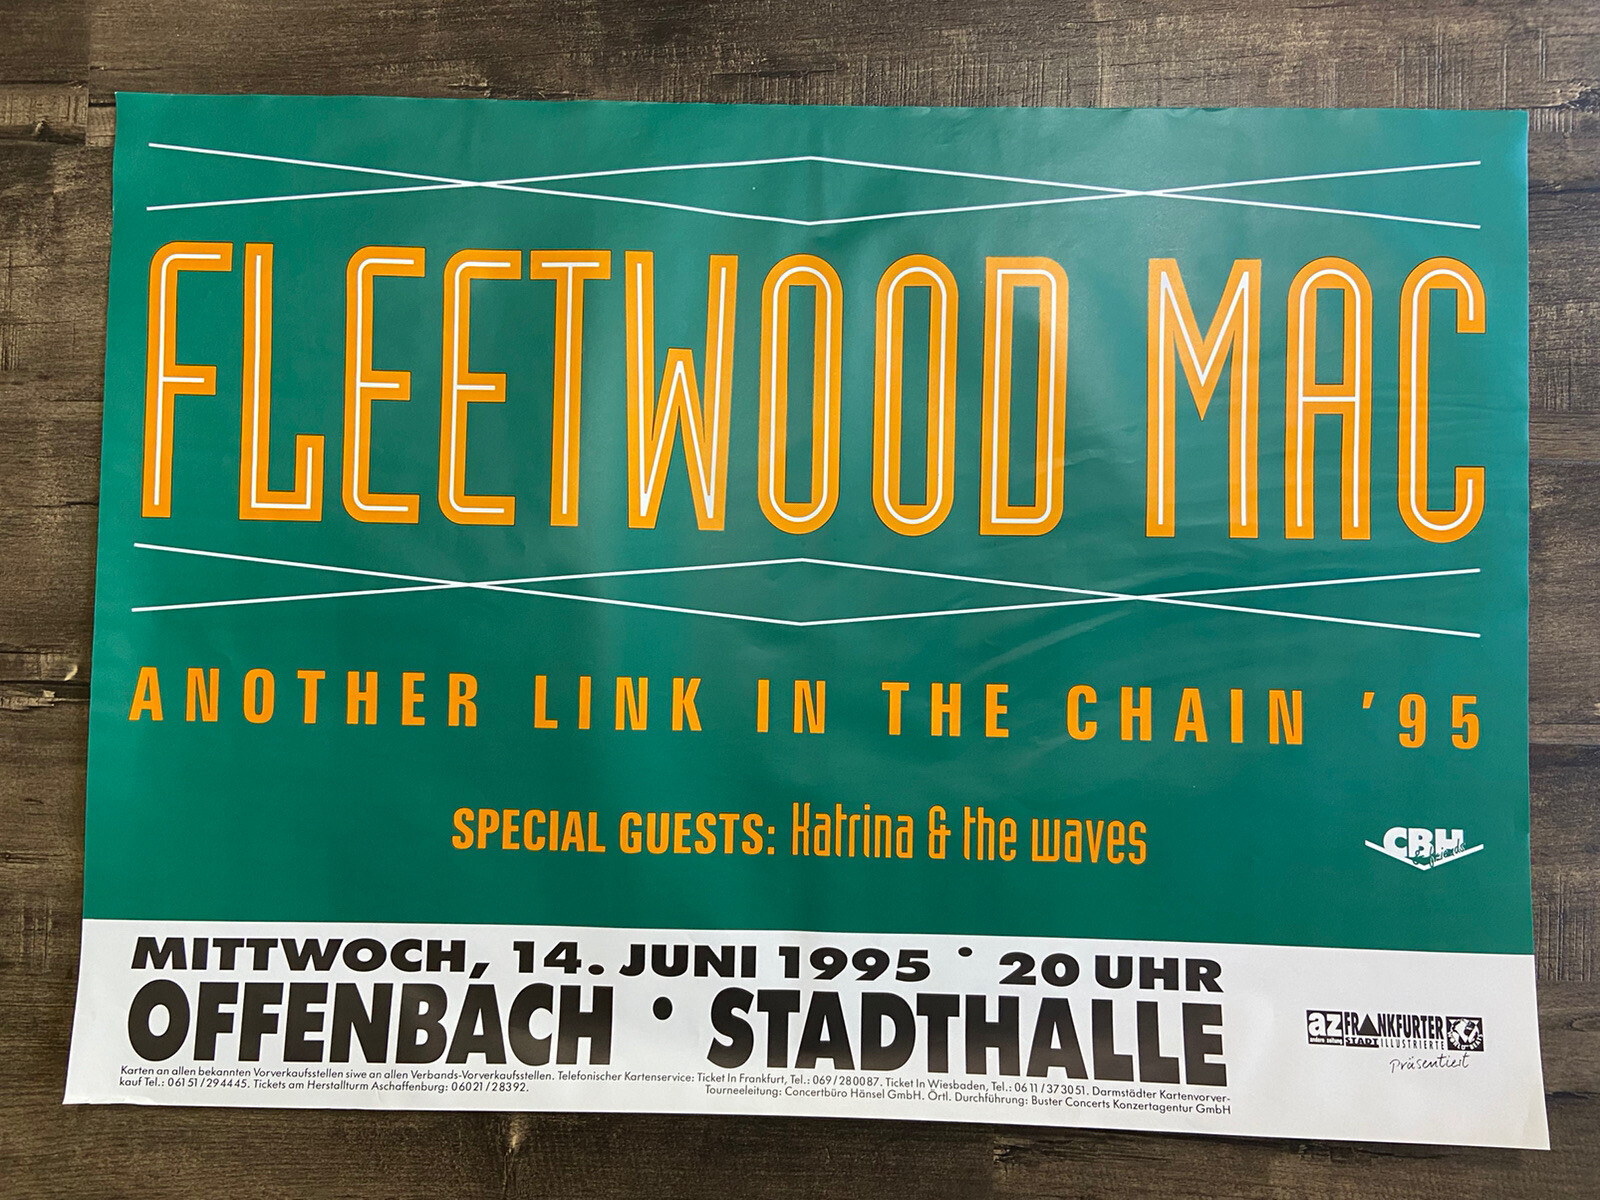 FLEETWOOD MAC
ANOTHER LINK IN THE CHAIN '95
SPECIAL GUESTS: Katrina & the waves
CBH
& friends
MITTWOCH, 14. JUNI 1995 • 20 UHR
OFFENBACH • STADTHALLE
az FRANKFURTER
STADTILLUSTRIERTE
präsentiert
Karten an allen bekannten Vorverkaufsstellen siwe an allen Verbands-Vorverkaufsstellen. Telefonischer Kartenservice: Ticket In Frankfurt, Tel.: 069/280087. Ticket In Wiesbaden, Tel.: 0611/373051. Darmstädter Kartenvorver-
kauf Tel.: 06151/294445. Tickets am Herstallturm Aschaffenburg: 06021/28392.
Tourneeleitung: Concertbüro Hänsel GmbH. Örtl. Durchführung: Buster Concerts Konzertagentur GmbH